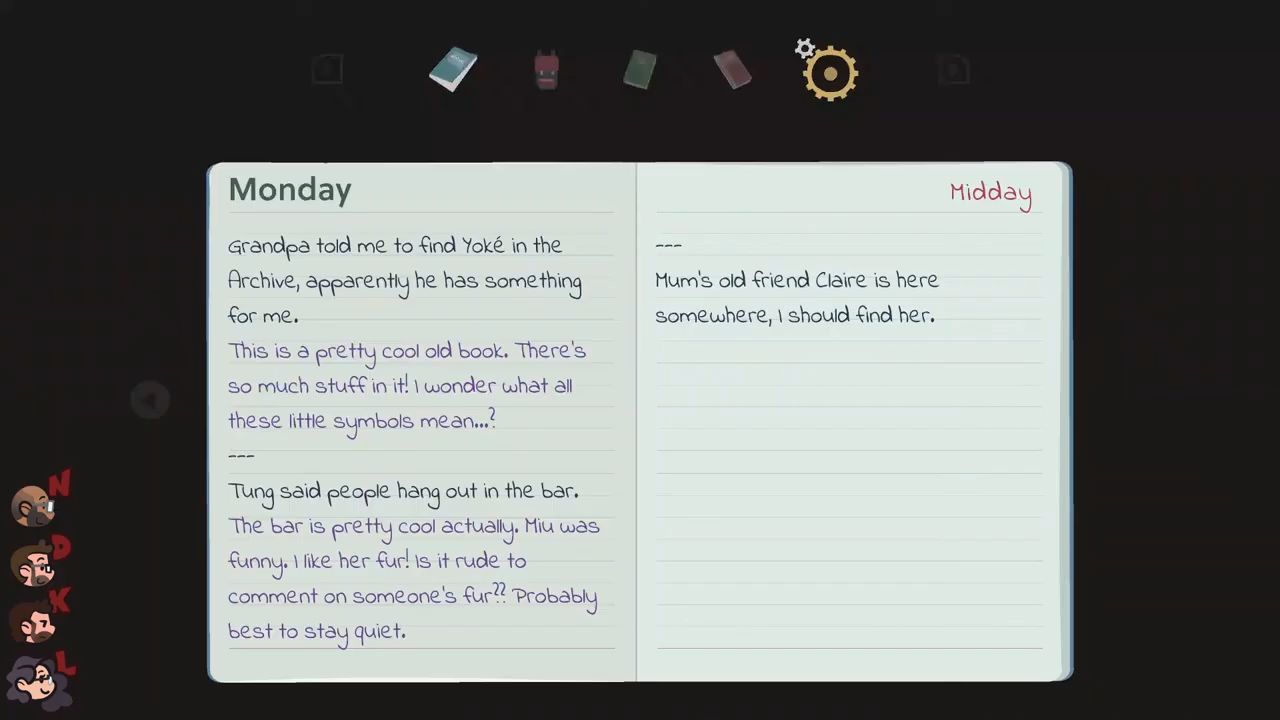 Monday
Grandpa told me to find Yoké in the
Archive, apparently he has something
for me.
This is a pretty cool old book. There's
so much stuff in it! I wonder what all
these little symbols mean...?
---
Tung said people hang out in the bar.
The bar is pretty cool actually. Miu was
funny. I like her fur! Is it rude to
comment on someone's fur?? Probably
best to stay quiet.
Midday
---
Mum's old friend Claire is here
somewhere, I should find her.
N
D
K
L